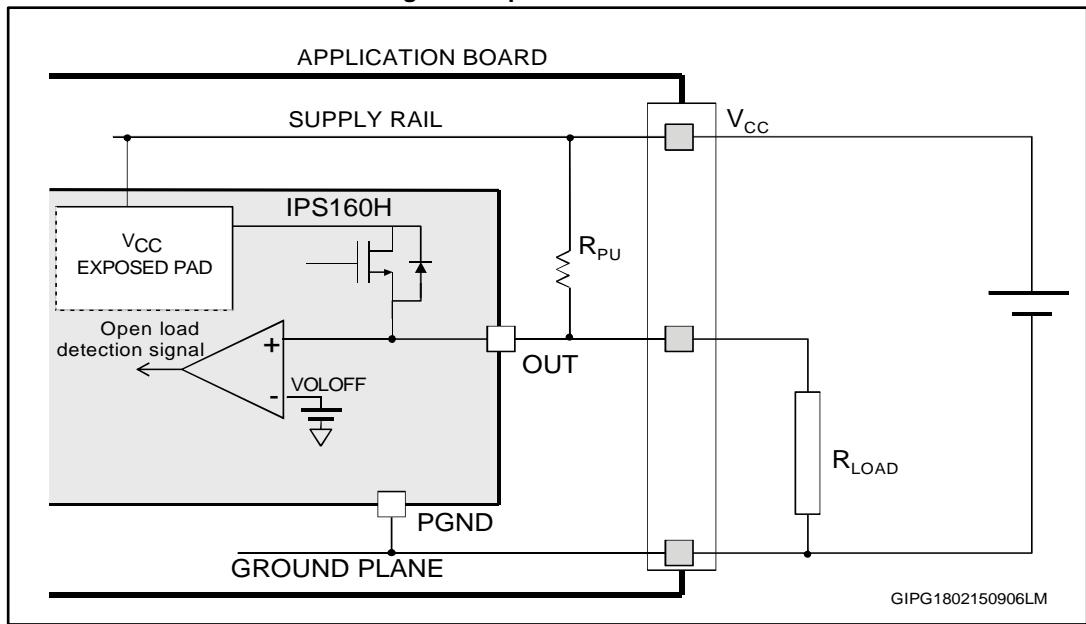 APPLICATION BOARD
SUPPLY RAIL
VCC
IPS160H
VCC
EXPOSED PAD
RPU
Open load
detection signal
+
OUT
VOLOFF
-
RLOAD
PGND
GROUND PLANE
GIPG1802150906LM